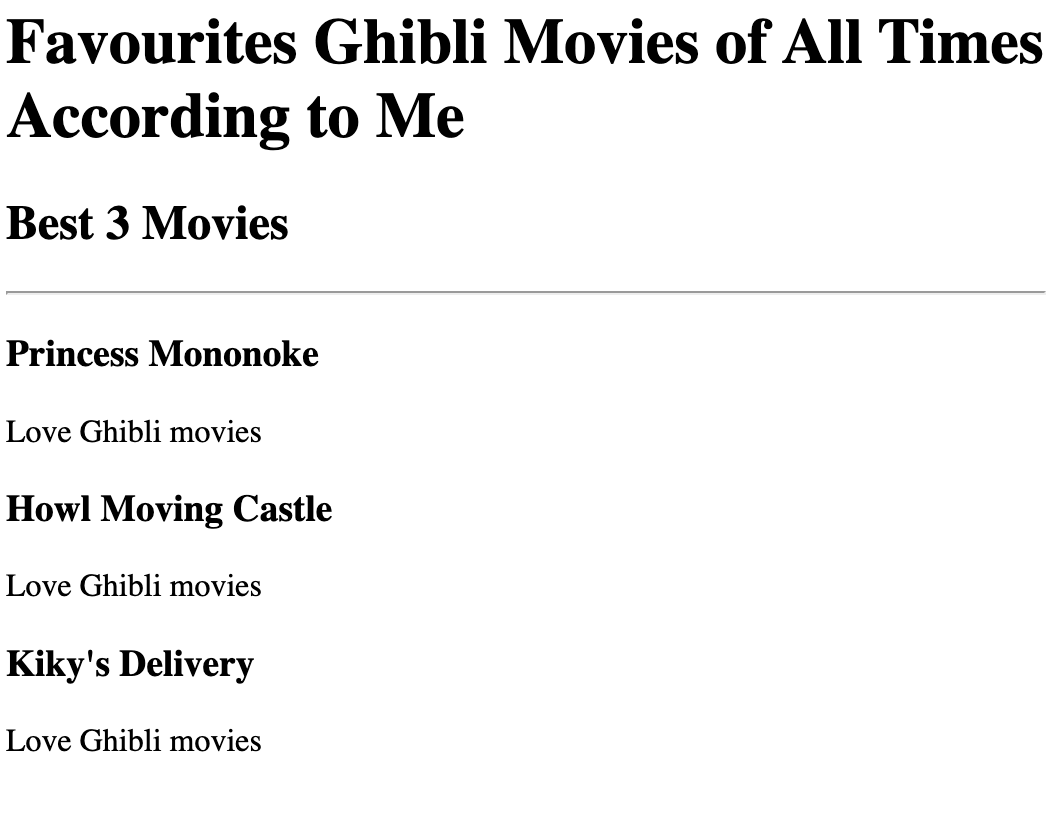 Favourites Ghibli Movies of All Times
According to Me
Best 3 Movies
Princess Mononoke
Love Ghibli movies
Howl Moving Castle
Love Ghibli movies
Kiky's Delivery
Love Ghibli movies